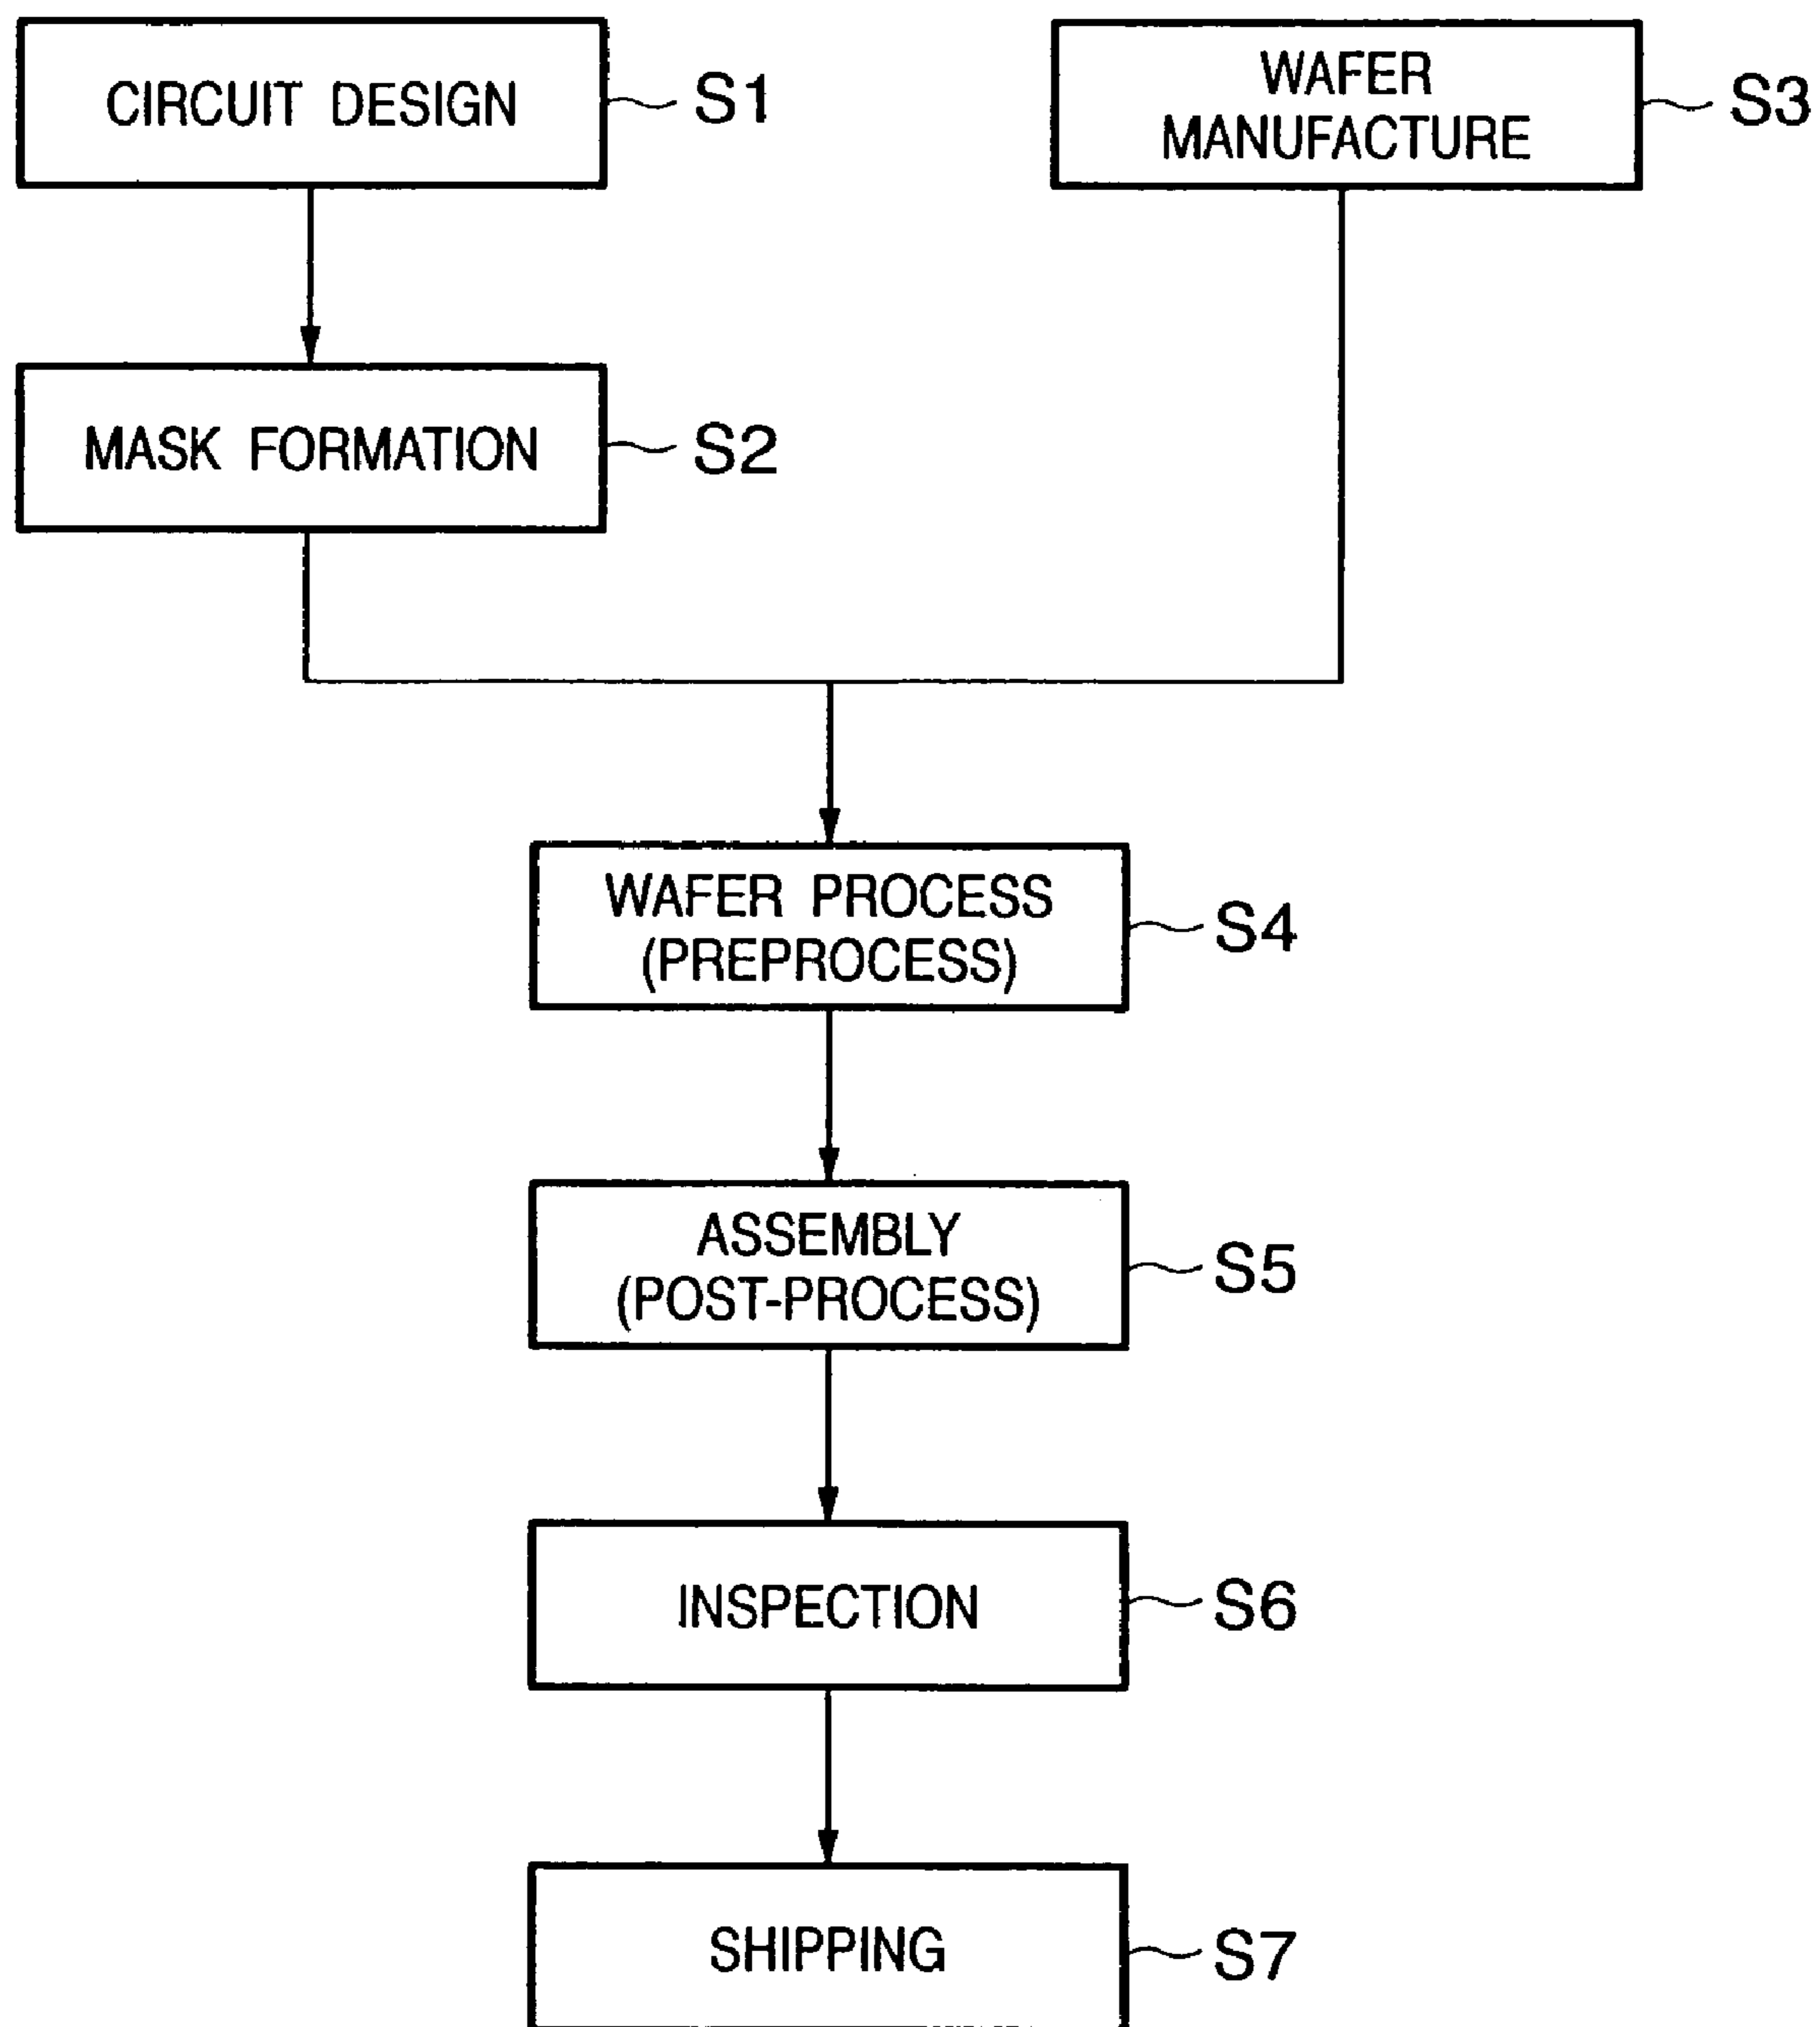 CIRCUIT DESIGN
S1
WAFER
MANUFACTURE
S3
MASK FORMATION
S2
WAFER PROCESS
(PREPROCESS)
S4
ASSEMBLY
(POST-PROCESS)
S5
INSPECTION
S6
SHIPPING
S7